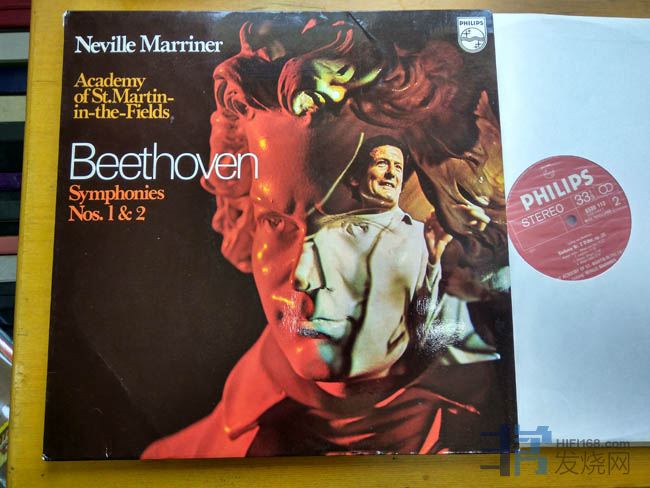 Neville Marriner
PHILIPS
Academy
of St. Martin-
in-the-Fields
Beethoven
Symphonies
Nos. 1 & 2
PHILIPS
STEREO
33⅓
2
HIFI168.com
发烧网